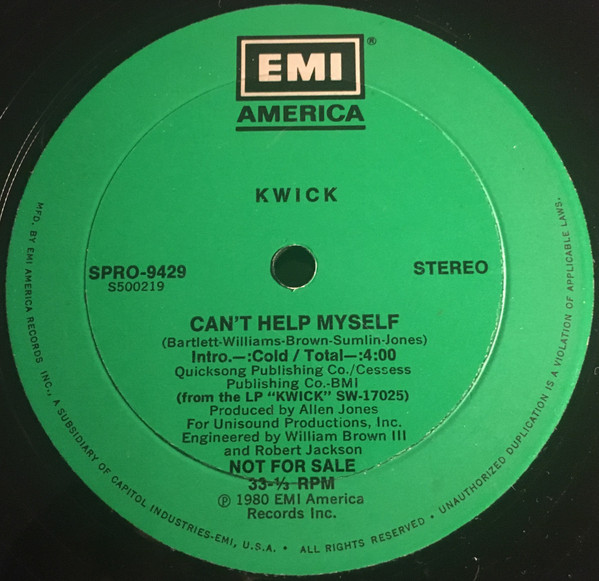 EMI
®
AMERICA
KWICK
SPRO-9429
S500219
STEREO
CAN'T HELP MYSELF
(Bartlett-Williams-Brown-Sumlin-Jones)
Intro.—:Cold / Total—:4:00
Quicksong Publishing Co./Cessess
Publishing Co.-BMI
(from the LP "KWICK" SW-17025)
Produced by Allen Jones
For Unisound Productions, Inc.
Engineered by William Brown III
and Robert Jackson
NOT FOR SALE
33-⅓ RPM
℗ 1980 EMI America
Records Inc.
MFD. BY EMI AMERICA RECORDS INC., A SUBSIDIARY OF CAPITOL INDUSTRIES-EMI, U.S.A. • ALL RIGHTS RESERVED • UNAUTHORIZED DUPLICATION IS A VIOLATION OF APPLICABLE LAWS.